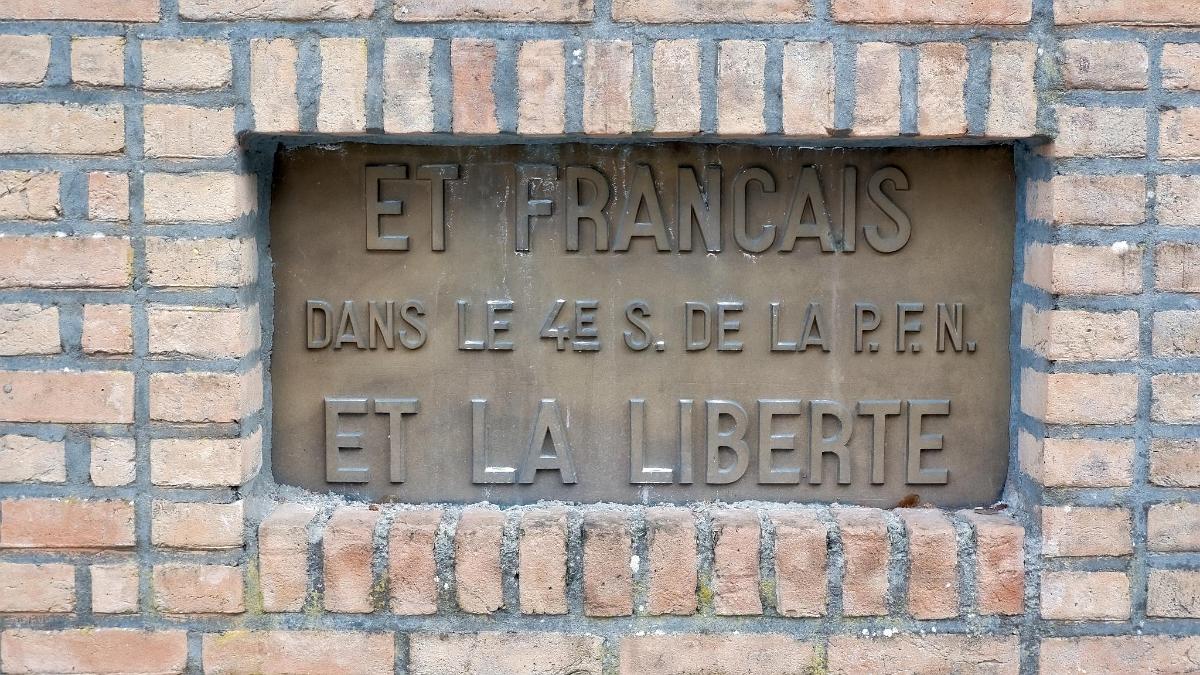 ET FRANCAIS
DANS LE 4E S. DE LA P.F.N.
ET LA LIBERTE